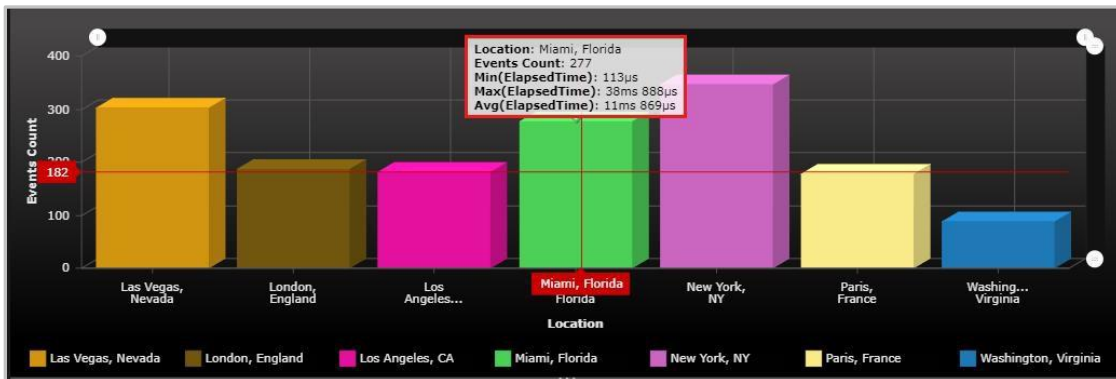 400
300
200
100
0
Events Count
182
Location: Miami, Florida
Events Count: 277
Min(ElapsedTime): 113µs
Max(ElapsedTime): 38ms 888µs
Avg(ElapsedTime): 11ms 869µs
Las Vegas,
Nevada
London,
England
Los
Angeles...
Miami, Florida
Florida
New York,
NY
Paris,
France
Washing...
Virginia
Location
Las Vegas, Nevada
London, England
Los Angeles, CA
Miami, Florida
New York, NY
Paris, France
Washington, Virginia